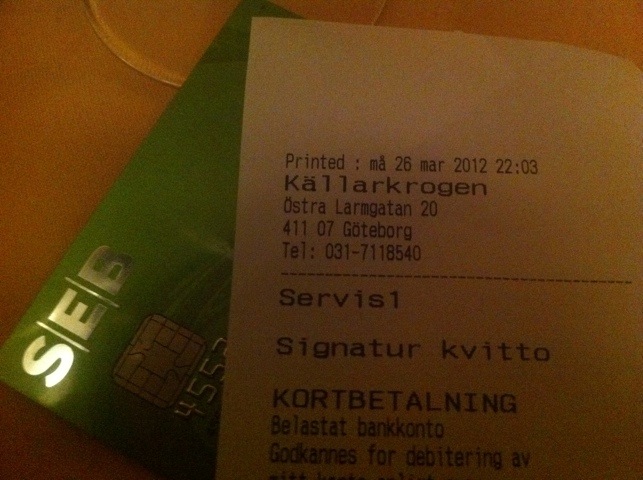 Printed : må 26 mar 2012 22:03
Källarkrogen
Östra Larmgatan 20
411 07 Göteborg
Tel: 031-7118540
Servis1
Signatur kvitto
KORTBETALNING
Belastat bankkonto
Godkannes for debitering av
SEB
4553